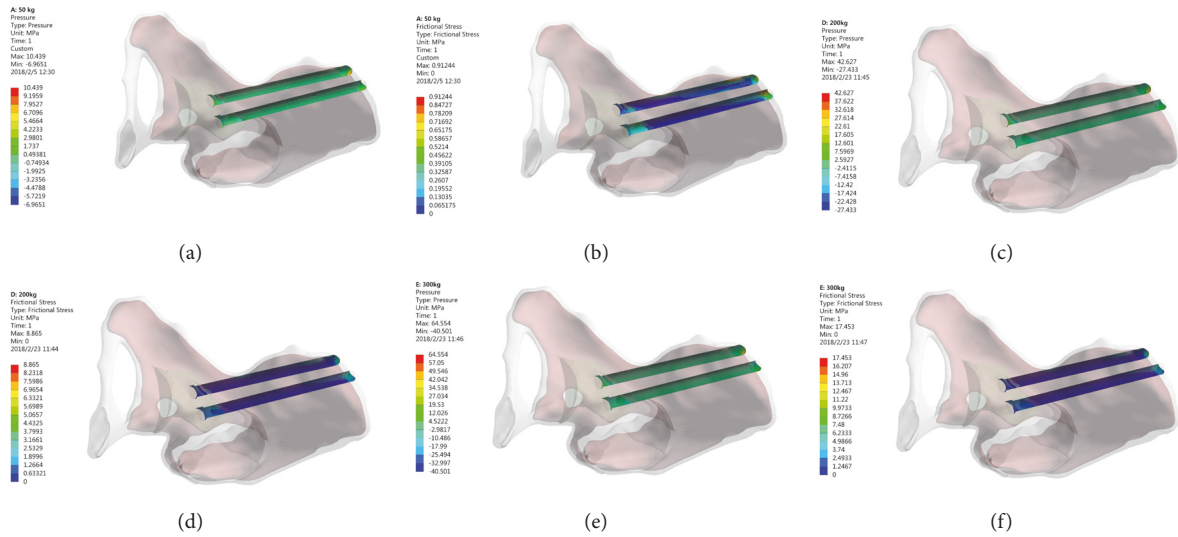 A: 50 kg
Pressure
Type: Pressure
Unit: MPa
Time: 1
Custom
Max: 10.439
Min: -6.9651
2018/2/5 12:30
10.439
9.1959
7.9527
6.7096
5.4664
4.2233
2.9801
1.737
0.49381
-0.74934
-1.9925
-3.2356
-4.4788
-5.7219
-6.9651
(a)
A: 50 kg
Frictional Stress
Type: Frictional Stress
Unit: MPa
Time: 1
Custom
Max: 0.91244
Min: 0
2018/2/5 12:30
0.91244
0.84727
0.78209
0.71692
0.65175
0.58657
0.5214
0.45622
0.39105
0.32587
0.2607
0.19552
0.13035
0.065175
0
(b)
D: 200kg
Pressure
Type: Pressure
Unit: MPa
Time: 1
Max: 42.627
Min: -27.433
2018/2/23 11:45
42.627
37.622
32.618
27.614
22.61
17.605
12.601
7.5969
2.5927
-2.4115
-7.4158
-12.42
-17.424
-22.428
-27.433
(c)
D: 200kg
Frictional Stress
Type: Frictional Stress
Unit: MPa
Time: 1
Max: 8.865
Min: 0
2018/2/23 11:44
8.865
8.2318
7.5986
6.9654
6.3321
5.6989
5.0657
4.4325
3.7993
3.1661
2.5329
1.8996
1.2664
0.63321
0
(d)
E: 300kg
Pressure
Type: Pressure
Unit: MPa
Time: 1
Max: 64.554
Min: -40.501
2018/2/23 11:46
64.554
57.05
49.546
42.042
34.538
27.034
19.53
12.026
4.5222
-2.9817
-10.486
-17.99
-25.494
-32.997
-40.501
(e)
E: 300kg
Frictional Stress
Type: Frictional Stress
Unit: MPa
Time: 1
Max: 17.453
Min: 0
2018/2/23 11:47
17.453
16.207
14.96
13.713
12.467
11.22
9.9733
8.7266
7.48
6.2333
4.9866
3.74
2.4933
1.2467
0
(f)